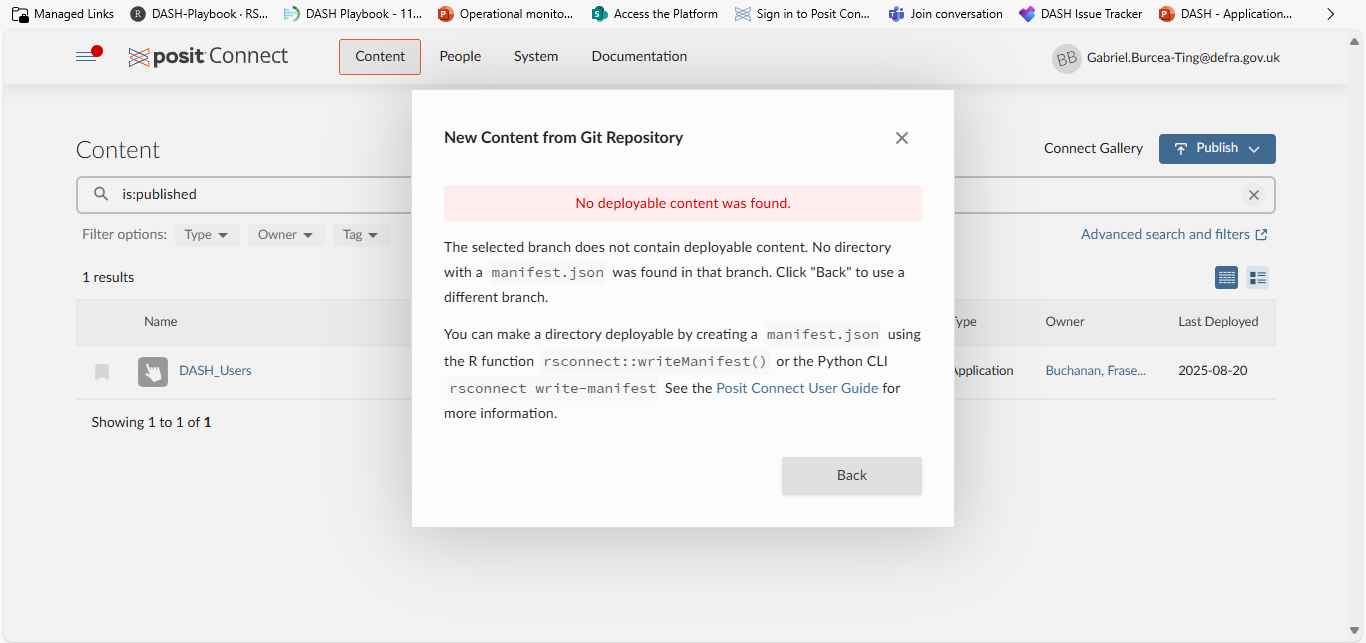 Managed Links
R
DASH-Playbook · RS...
DASH Playbook - 11...
Operational monito...
Access the Platform
Sign in to Posit Con...
Join conversation
DASH Issue Tracker
DASH - Application...
posit Connect
Content
People
System
Documentation
BB
Gabriel.Burcea-Ting@defra.gov.uk
Content
Connect Gallery
Publish
is:published
Filter options:
Type
Owner
Tag
Advanced search and filters
1 results
Name
Type
Owner
Last Deployed
DASH_Users
Application
Buchanan, Frase...
2025-08-20
Showing 1 to 1 of 1
New Content from Git Repository
No deployable content was found.
The selected branch does not contain deployable content. No directory
with a manifest.json was found in that branch. Click "Back" to use a
different branch.
You can make a directory deployable by creating a manifest.json using
the R function rsconnect::writeManifest() or the Python CLI
rsconnect write-manifest See the Posit Connect User Guide for
more information.
Back